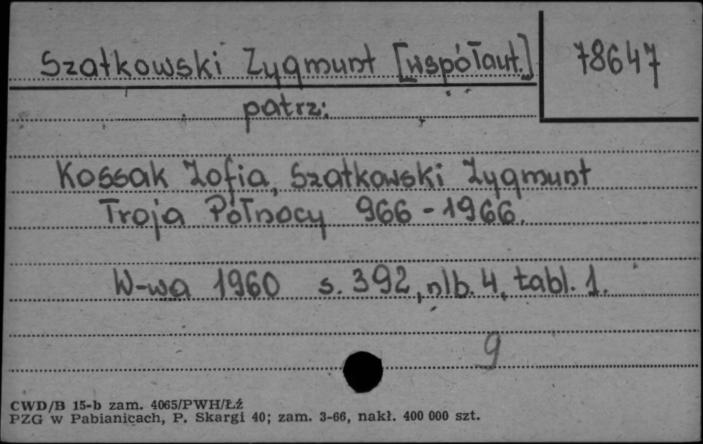 Szatkowski Zygmunt [współaut.]
78647
patrz:
Kossak Zofia, Szatkowski Zygmunt
Troja Północy 966-1966.
W-wa 1960 s. 392, nlb. 4, tabl. 1.
9
CWD/B 15-b zam. 4065/PWH/Łź
PZG w Pabianicach, P. Skargi 40; zam. 3-66, nakł. 400 000 szt.